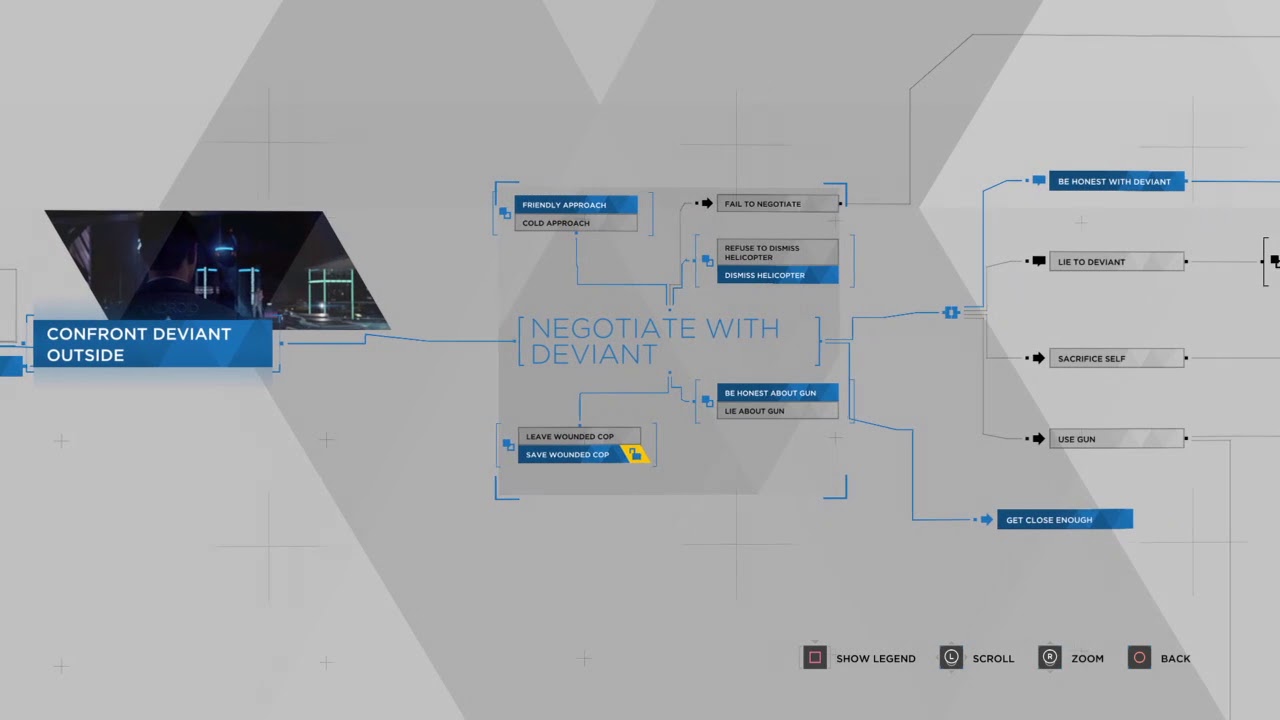 CONFRONT DEVIANT
OUTSIDE
FRIENDLY APPROACH
COLD APPROACH
FAIL TO NEGOTIATE
REFUSE TO DISMISS
HELICOPTER
DISMISS HELICOPTER
NEGOTIATE WITH
DEVIANT
BE HONEST ABOUT GUN
LIE ABOUT GUN
LEAVE WOUNDED COP
SAVE WOUNDED COP
BE HONEST WITH DEVIANT
LIE TO DEVIANT
SACRIFICE SELF
USE GUN
GET CLOSE ENOUGH
SHOW LEGEND
L SCROLL
R ZOOM
BACK